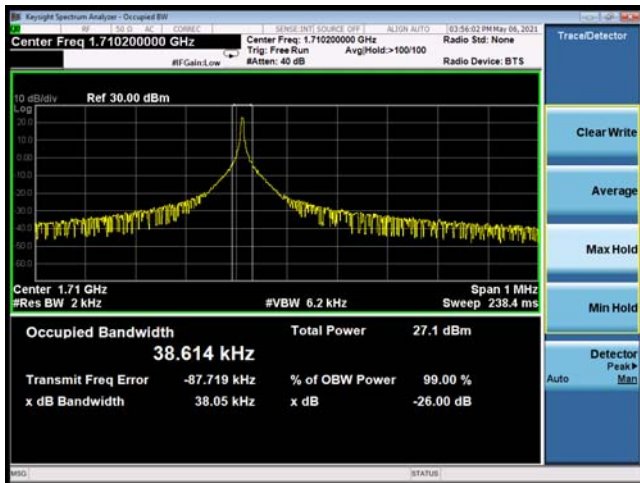 Keysight Spectrum Analyzer - Occupied BW
RF 50 Ω AC CORREC SENSE:INT SOURCE OFF ALIGN AUTO 03:56:02 PM May 06, 2021
Center Freq 1.710200000 GHz Center Freq: 1.710200000 GHz Radio Std: None
Trig: Free Run Avg|Hold:>100/100
#IFGain:Low #Atten: 40 dB Radio Device: BTS
Trace/Detector
10 dB/div Ref 30.00 dBm
Log
20.0
10.0
0.00
-10.0
-20.0
-30.0
-40.0
-50.0
-60.0
Center 1.71 GHz Span 1 MHz
#Res BW 2 kHz #VBW 6.2 kHz Sweep 238.4 ms
Occupied Bandwidth Total Power 27.1 dBm
38.614 kHz
Transmit Freq Error -87.719 kHz % of OBW Power 99.00 %
x dB Bandwidth 38.05 kHz x dB -26.00 dB
Clear Write
Average
Max Hold
Min Hold
Detector
Peak▶
Auto Man
MSG STATUS